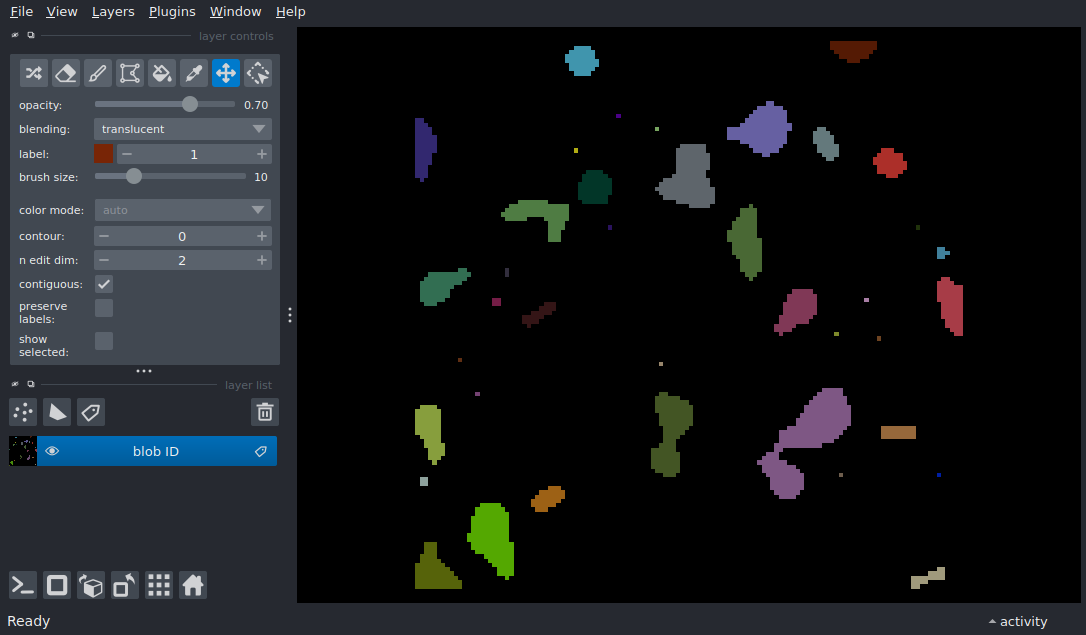 File View Layers Plugins Window Help
layer controls
opacity: 0.70
blending: translucent
label: 1
brush size: 10
color mode: auto
contour: 0
n edit dim: 2
contiguous:
preserve
labels:
show
selected:
layer list
blob ID
Ready activity